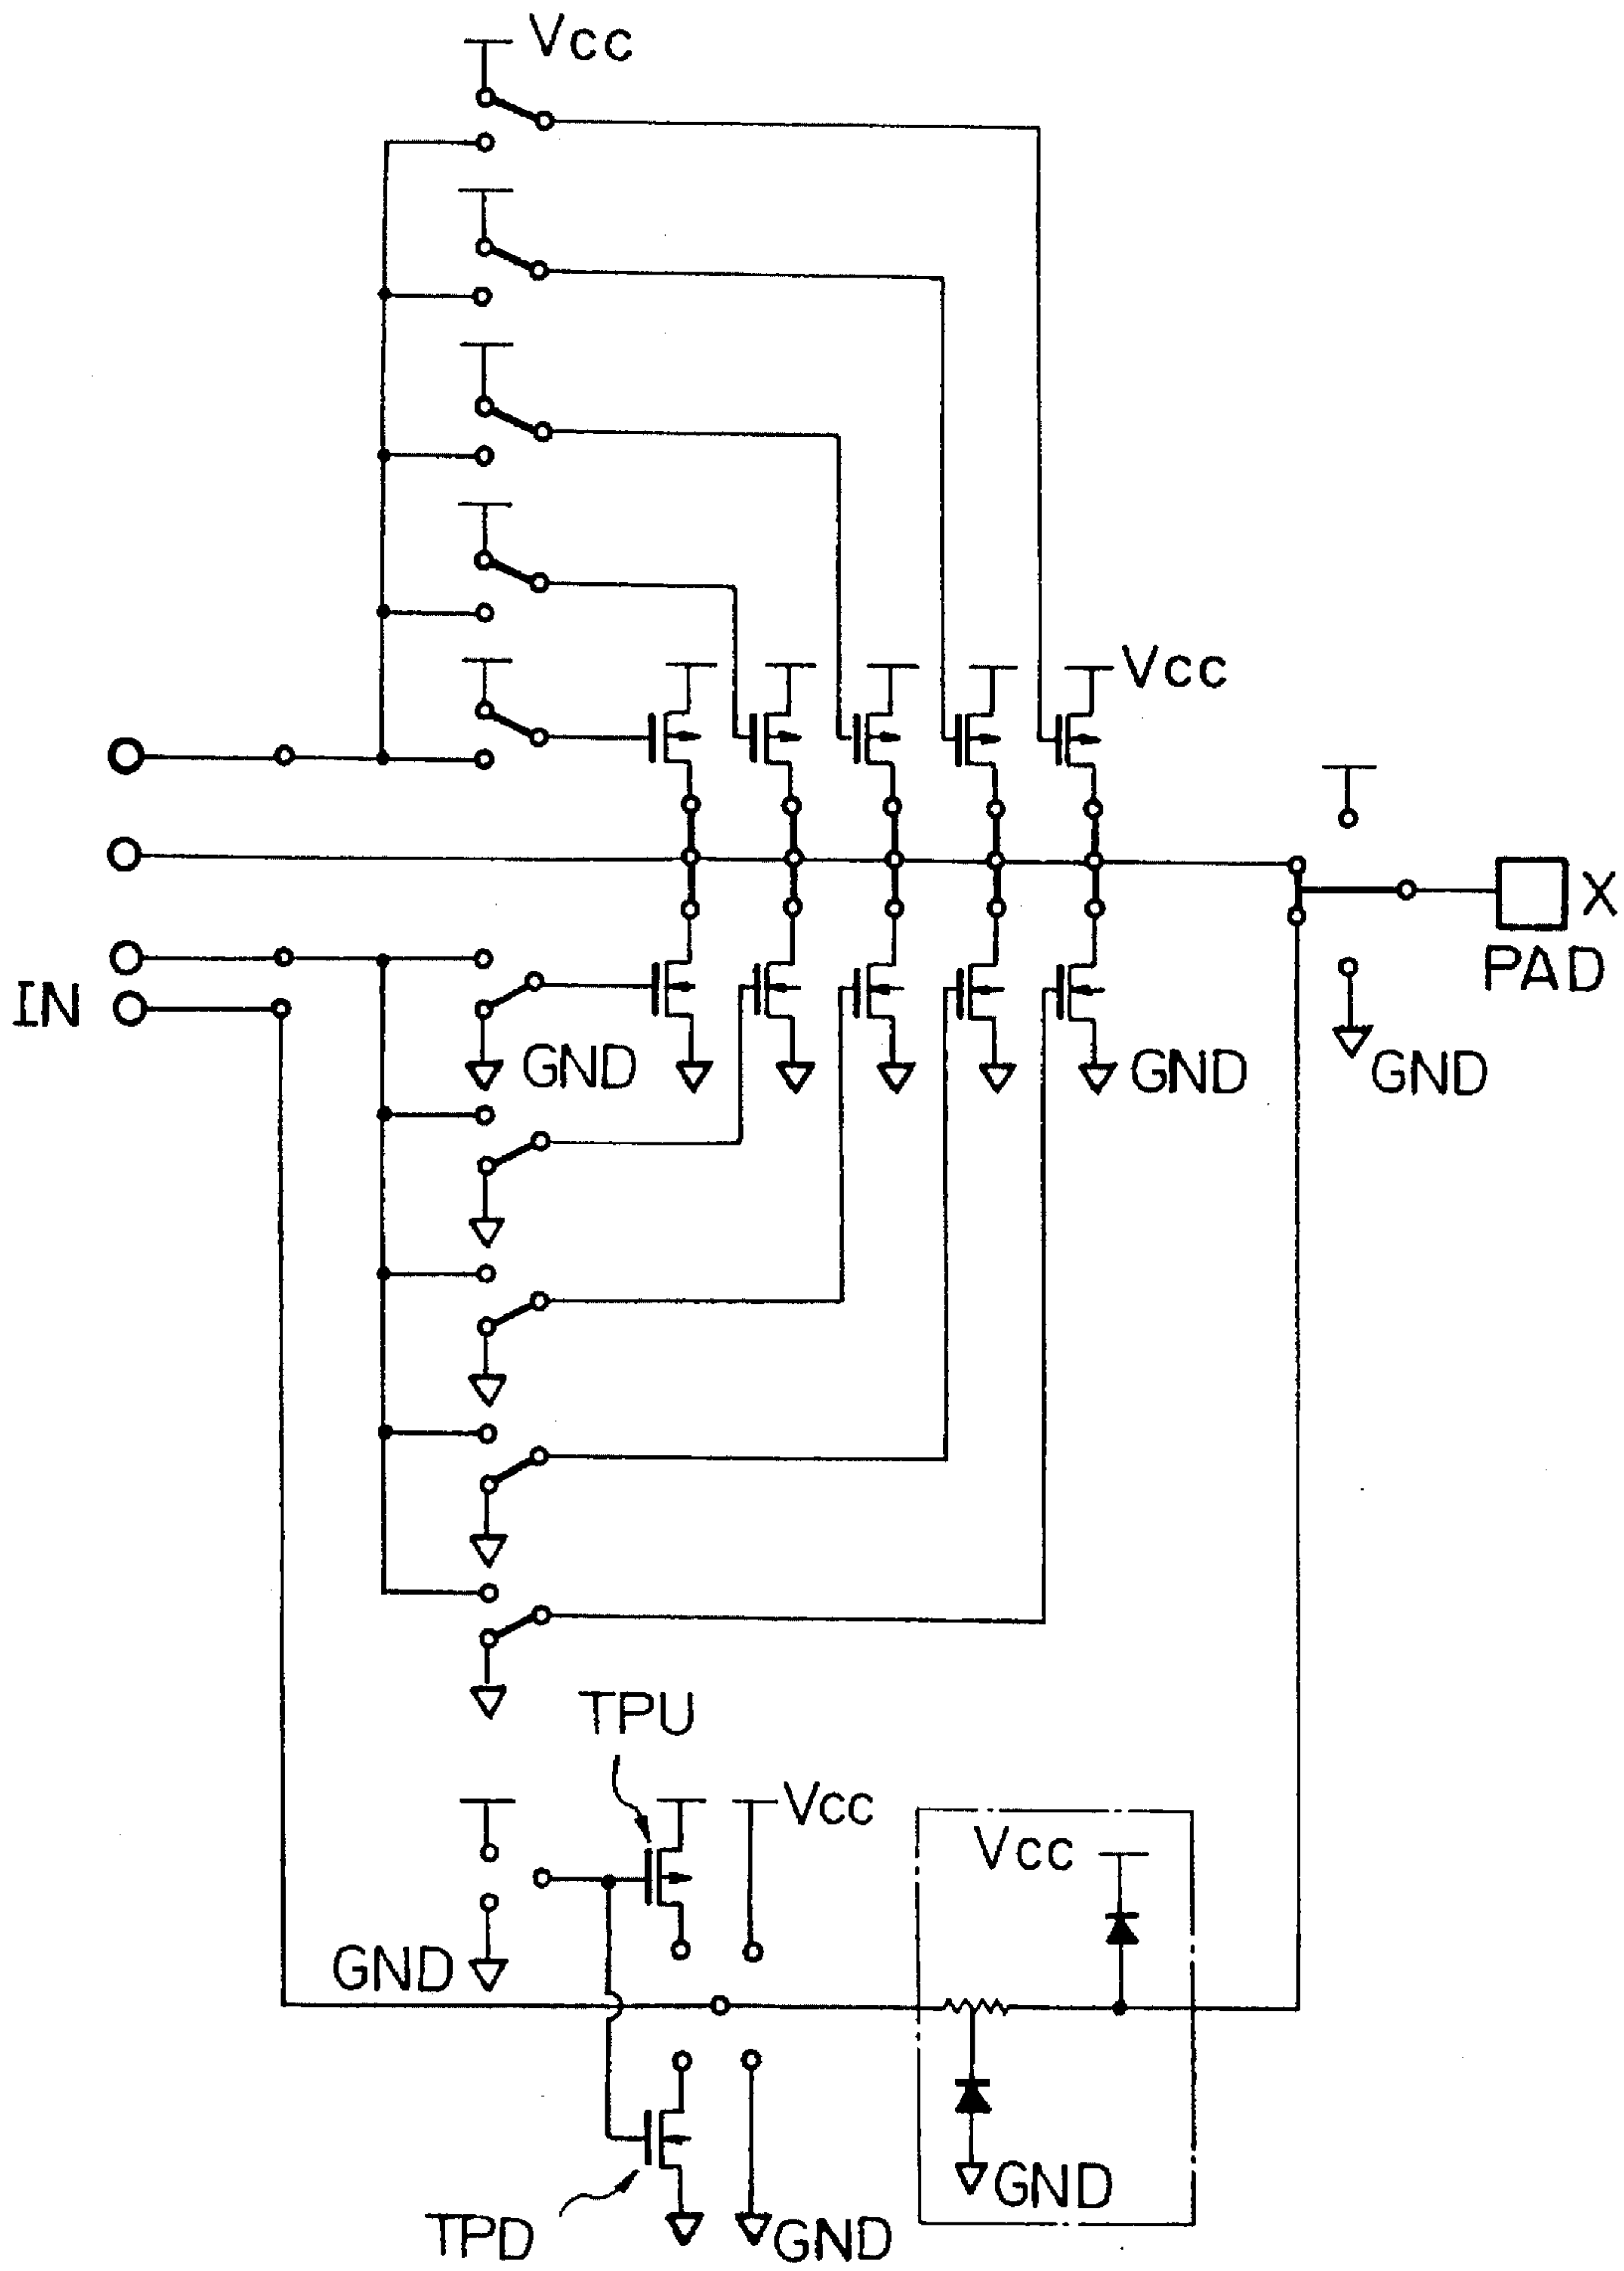 Vcc
Vcc
X
PAD
IN
GND
GND
GND
TPU
Vcc
Vcc
GND
GND
TPD
GND